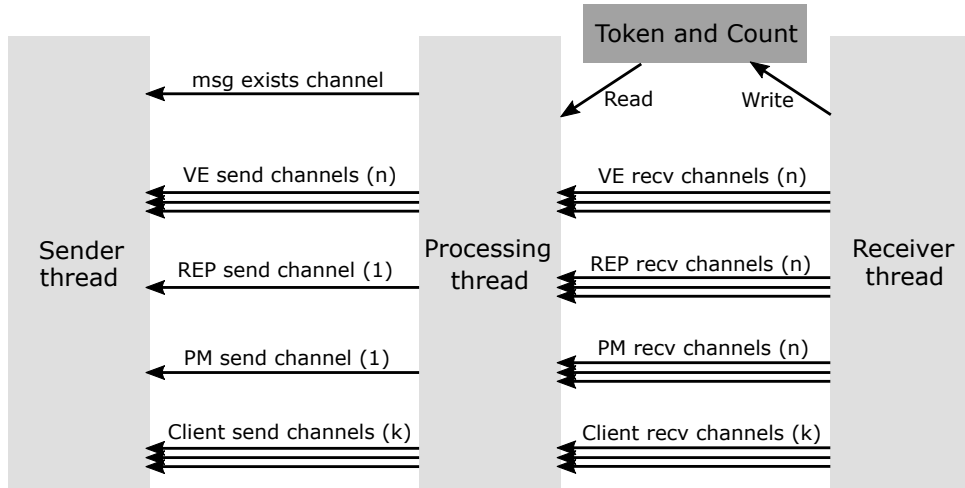 Token and Count
msg exists channel
Read
Write
VE send channels (n)
VE recv channels (n)
Sender
thread
Processing
thread
Receiver
thread
REP send channel (1)
REP recv channels (n)
PM send channel (1)
PM recv channels (n)
Client send channels (k)
Client recv channels (k)